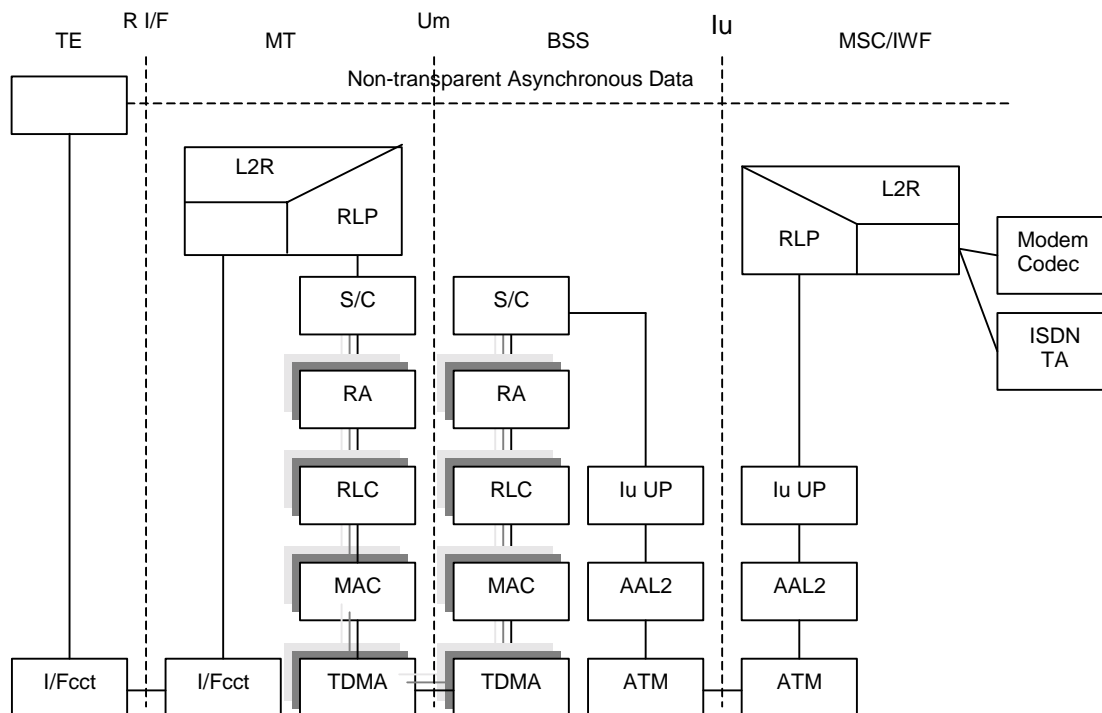 R I/F
Um
Iu
TE
MT
BSS
MSC/IWF
Non-transparent Asynchronous Data
L2R
RLP
L2R
RLP
Modem
Codec
ISDN
TA
S/C
S/C
RA
RA
RLC
RLC
Iu UP
Iu UP
MAC
MAC
AAL2
AAL2
I/Fcct
I/Fcct
TDMA
TDMA
ATM
ATM